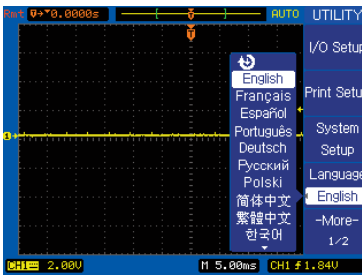 Rmt 0.0000s AUTO UTILITY
I/O Setup
Print Setu
System
Setup
Language
English
-More-
1/2
English
Français
Español
Português
Deutsch
Русский
Polski
简体中文
繁體中文
한국어
CH1 2.00V M 5.00ms CH1 1.84V